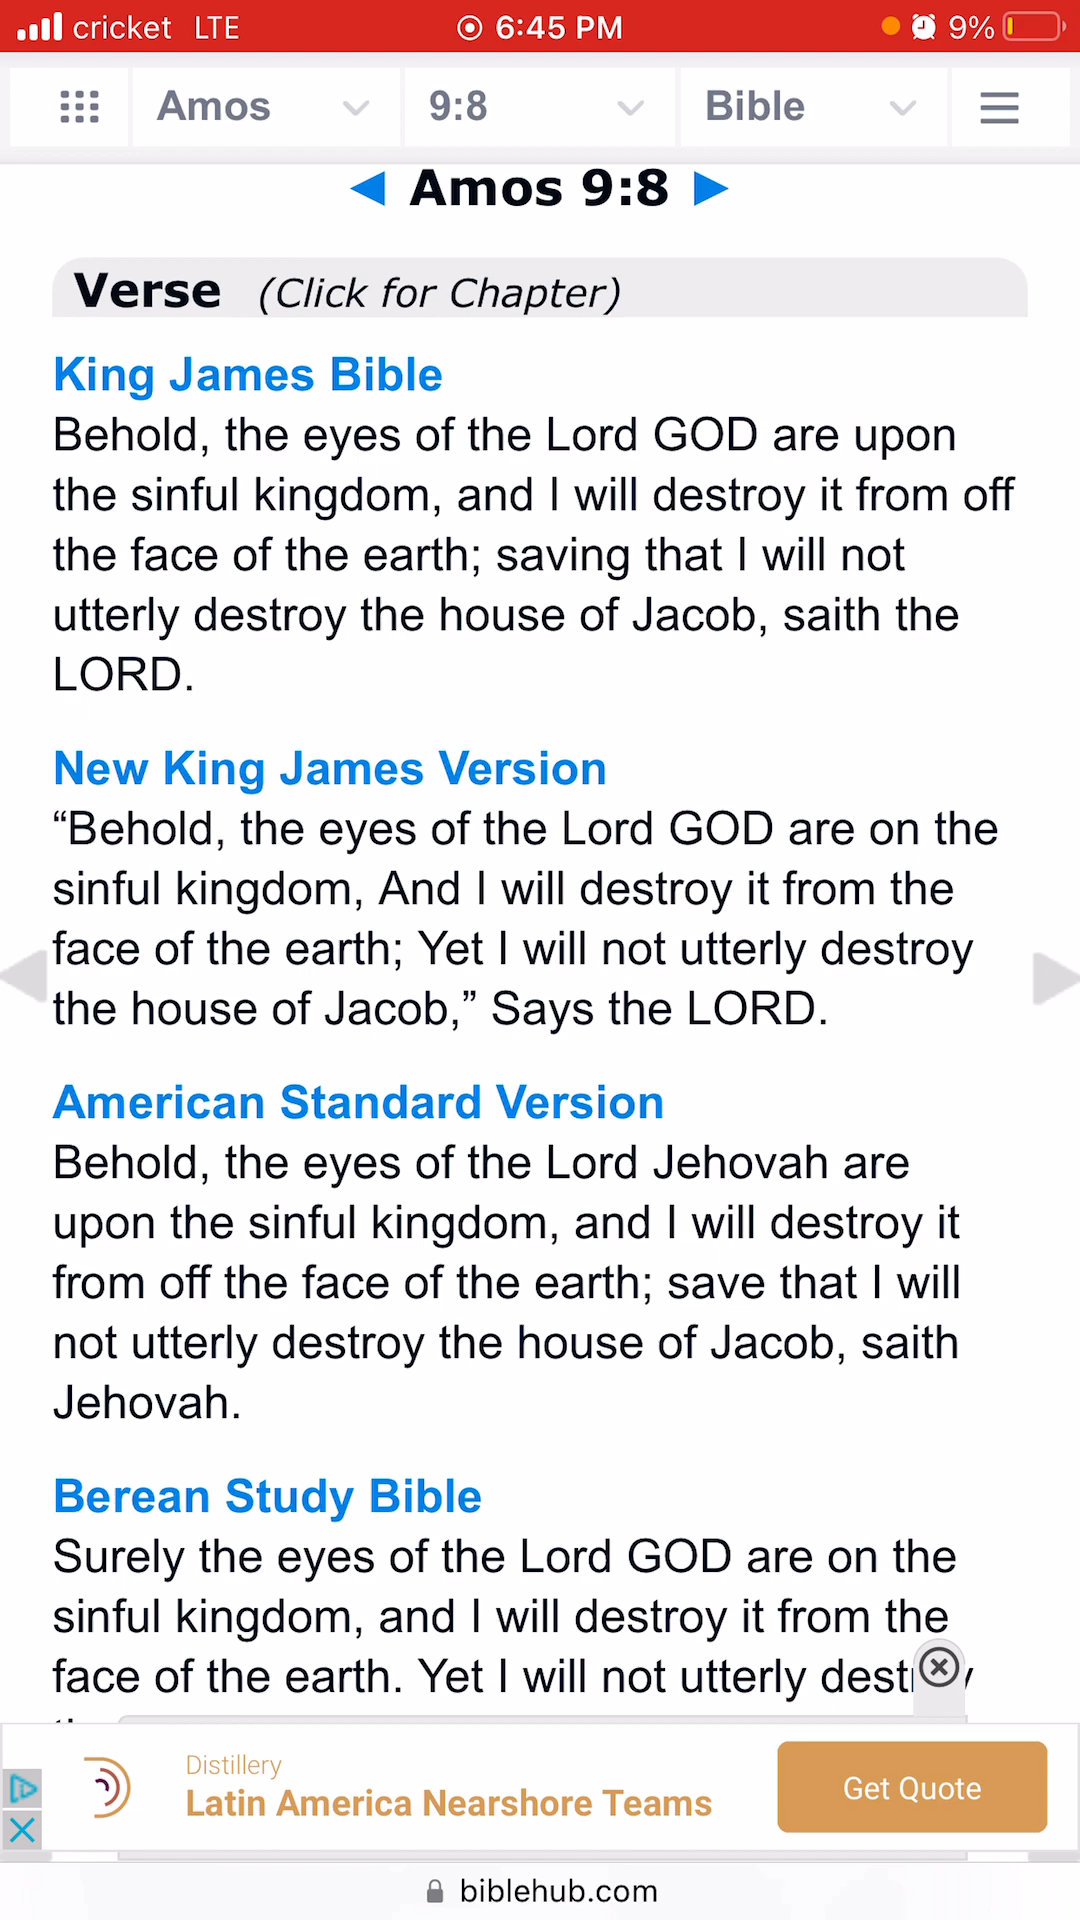 cricket LTE 6:45 PM 9%
Amos 9:8 Bible
Amos 9:8
Verse (Click for Chapter)
King James Bible
Behold, the eyes of the Lord GOD are upon
the sinful kingdom, and I will destroy it from off
the face of the earth; saving that I will not
utterly destroy the house of Jacob, saith the
LORD.
New King James Version
“Behold, the eyes of the Lord GOD are on the
sinful kingdom, And I will destroy it from the
face of the earth; Yet I will not utterly destroy
the house of Jacob,” Says the LORD.
American Standard Version
Behold, the eyes of the Lord Jehovah are
upon the sinful kingdom, and I will destroy it
from off the face of the earth; save that I will
not utterly destroy the house of Jacob, saith
Jehovah.
Berean Study Bible
Surely the eyes of the Lord GOD are on the
sinful kingdom, and I will destroy it from the
face of the earth. Yet I will not utterly
Distillery
Latin America Nearshore Teams
Get Quote
biblehub.com